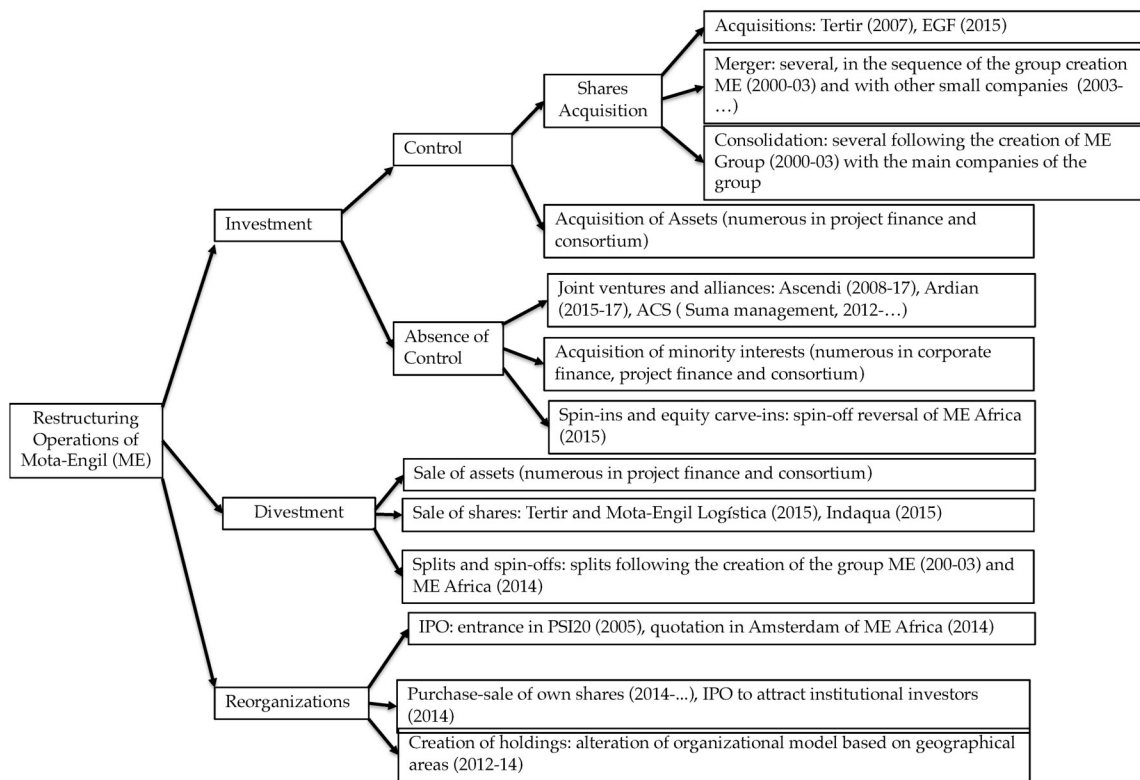 Acquisitions: Tertir (2007), EGF (2015)
Merger: several, in the sequence of the group creation
ME (2000-03) and with other small companies (2003-
…)
Shares
Acquisition
Consolidation: several following the creation of ME
Group (2000-03) with the main companies of the
group
Control
Acquisition of Assets (numerous in project finance and
consortium)
Investment
Joint ventures and alliances: Ascendi (2008-17), Ardian
(2015-17), ACS ( Suma management, 2012-…)
Absence of
Control
Acquisition of minority interests (numerous in corporate
finance, project finance and consortium)
Spin-ins and equity carve-ins: spin-off reversal of ME Africa
(2015)
Restructuring
Operations of
Mota-Engil (ME)
Sale of assets (numerous in project finance and consortium)
Divestment
Sale of shares: Tertir and Mota-Engil Logística (2015), Indaqua (2015)
Splits and spin-offs: splits following the creation of the group ME (200-03) and
ME Africa (2014)
IPO: entrance in PSI20 (2005), quotation in Amsterdam of ME Africa (2014)
Reorganizations
Purchase-sale of own shares (2014-...), IPO to attract institutional investors
(2014)
Creation of holdings: alteration of organizational model based on geographical
areas (2012-14)